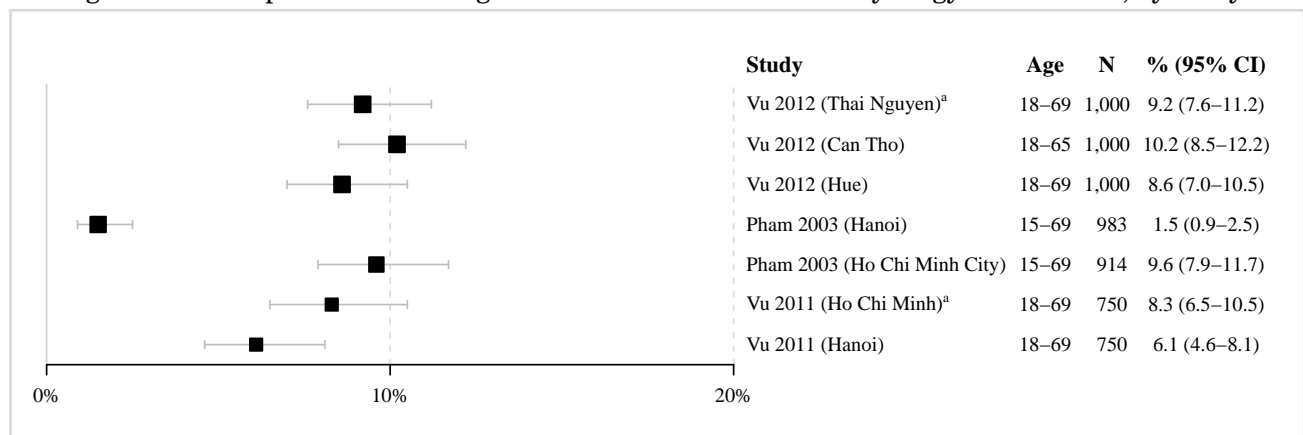 Study Age N % (95% CI)
Vu 2012 (Thai Nguyen)ᵃ 18–69 1,000 9.2 (7.6–11.2)
Vu 2012 (Can Tho) 18–65 1,000 10.2 (8.5–12.2)
Vu 2012 (Hue) 18–69 1,000 8.6 (7.0–10.5)
Pham 2003 (Hanoi) 15–69 983 1.5 (0.9–2.5)
Pham 2003 (Ho Chi Minh City) 15–69 914 9.6 (7.9–11.7)
Vu 2011 (Ho Chi Minh)ᵃ 18–69 750 8.3 (6.5–10.5)
Vu 2011 (Hanoi) 18–69 750 6.1 (4.6–8.1)
0% 10% 20%